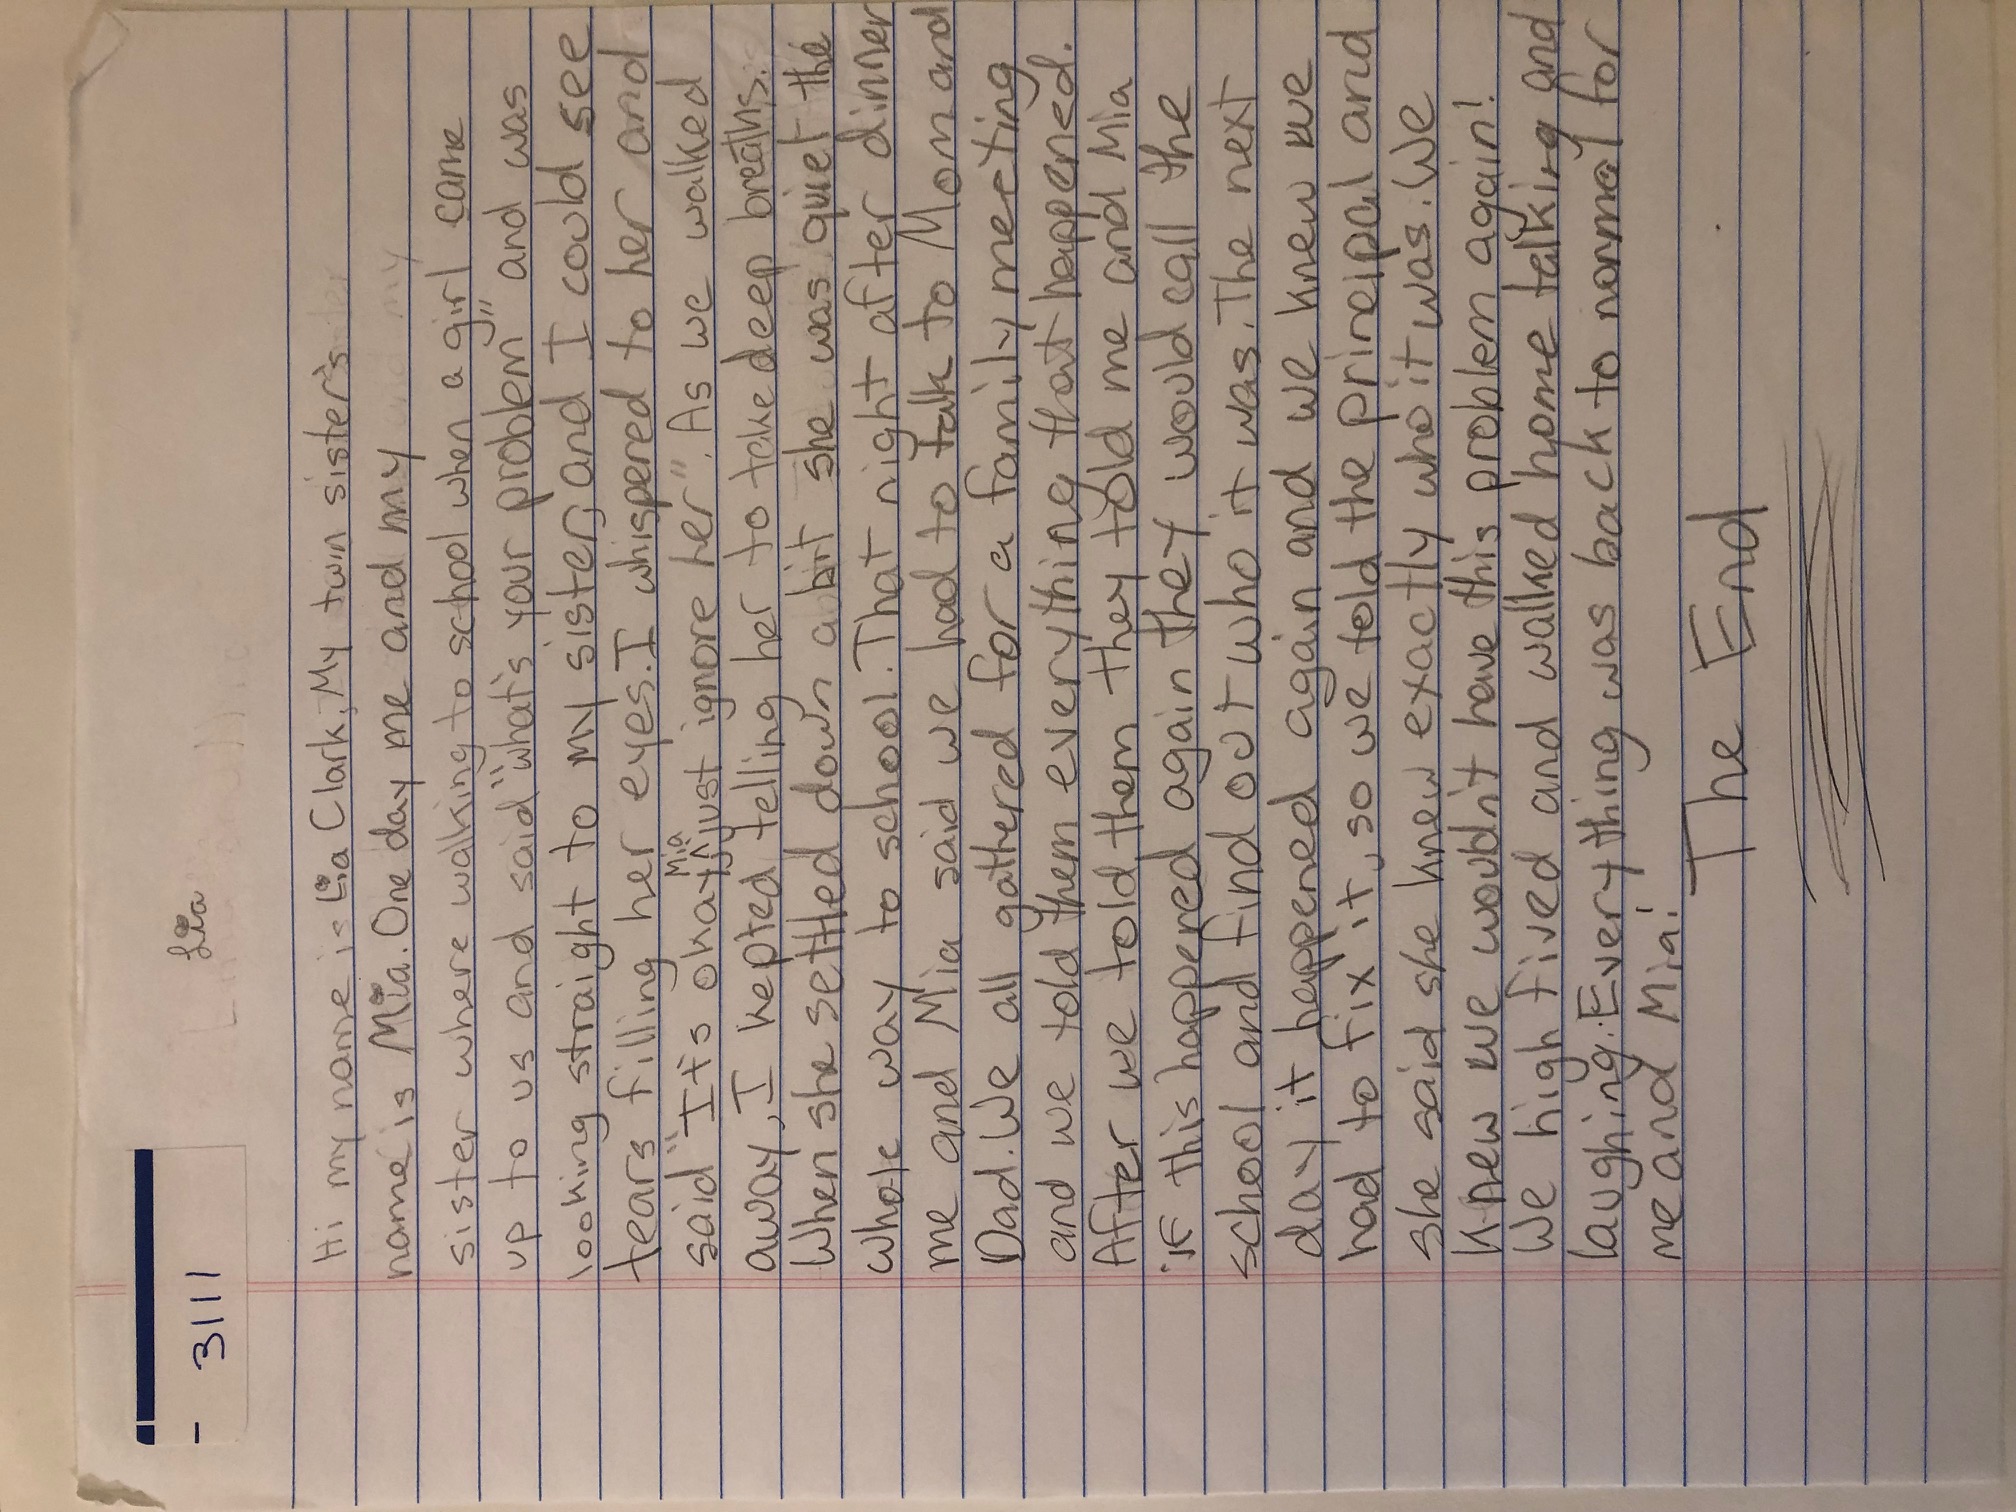 3111
Lia
Hi my name is Lia Clark, My twin sister's
name is Mia. One day me and my
sister where walking to school when a girl came
up to us and said "what's your problem" and was
looking straight to my sister, and I could see
tears filling her eyes. I whispered to her and
said "It's okay, Mia just ignore her". As we walked
away, I kepted telling her to take deep breaths.
When she settled down a bit she was quiet the
whole way to school. That night after dinner
me and Mia said we had to talk to Mom and
Dad. We all gathered for a family meeting
and we told them everything that happened.
After we told them they told me and Mia
if this happened again they would call the
school and find out who it was. The next
day it happened again and we knew we
had to fix it, so we told the principal and
she said she knew exactly who it was. We
knew we wouldn't have this problem again!
We high fived and walked home talking and
laughing. Everything was back to normal for
me and Mia!
The End